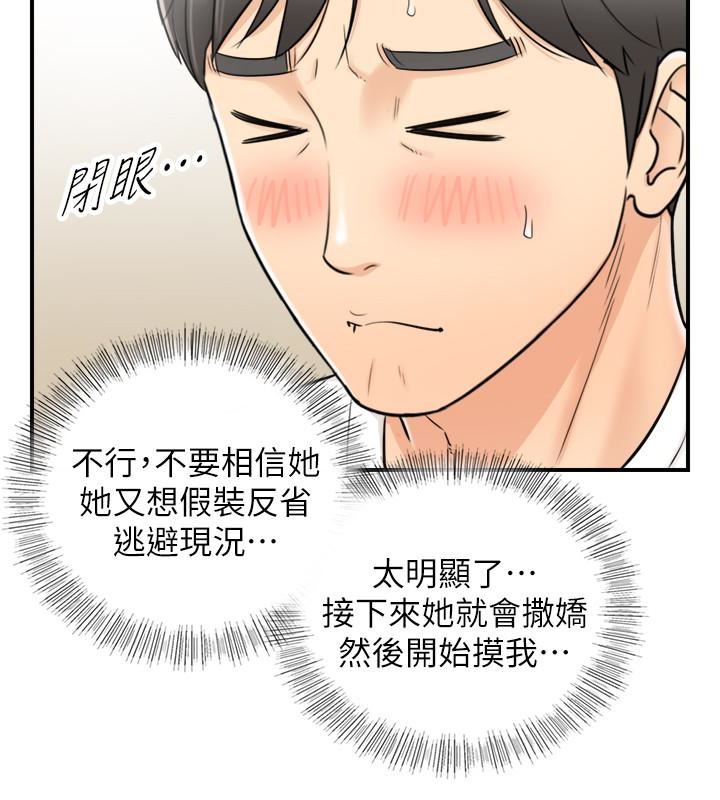 閉眼…
不行，不要相信她
她又想假裝反省
逃避現況…
太明顯了…
接下來她就會撒嬌
然後開始摸我…